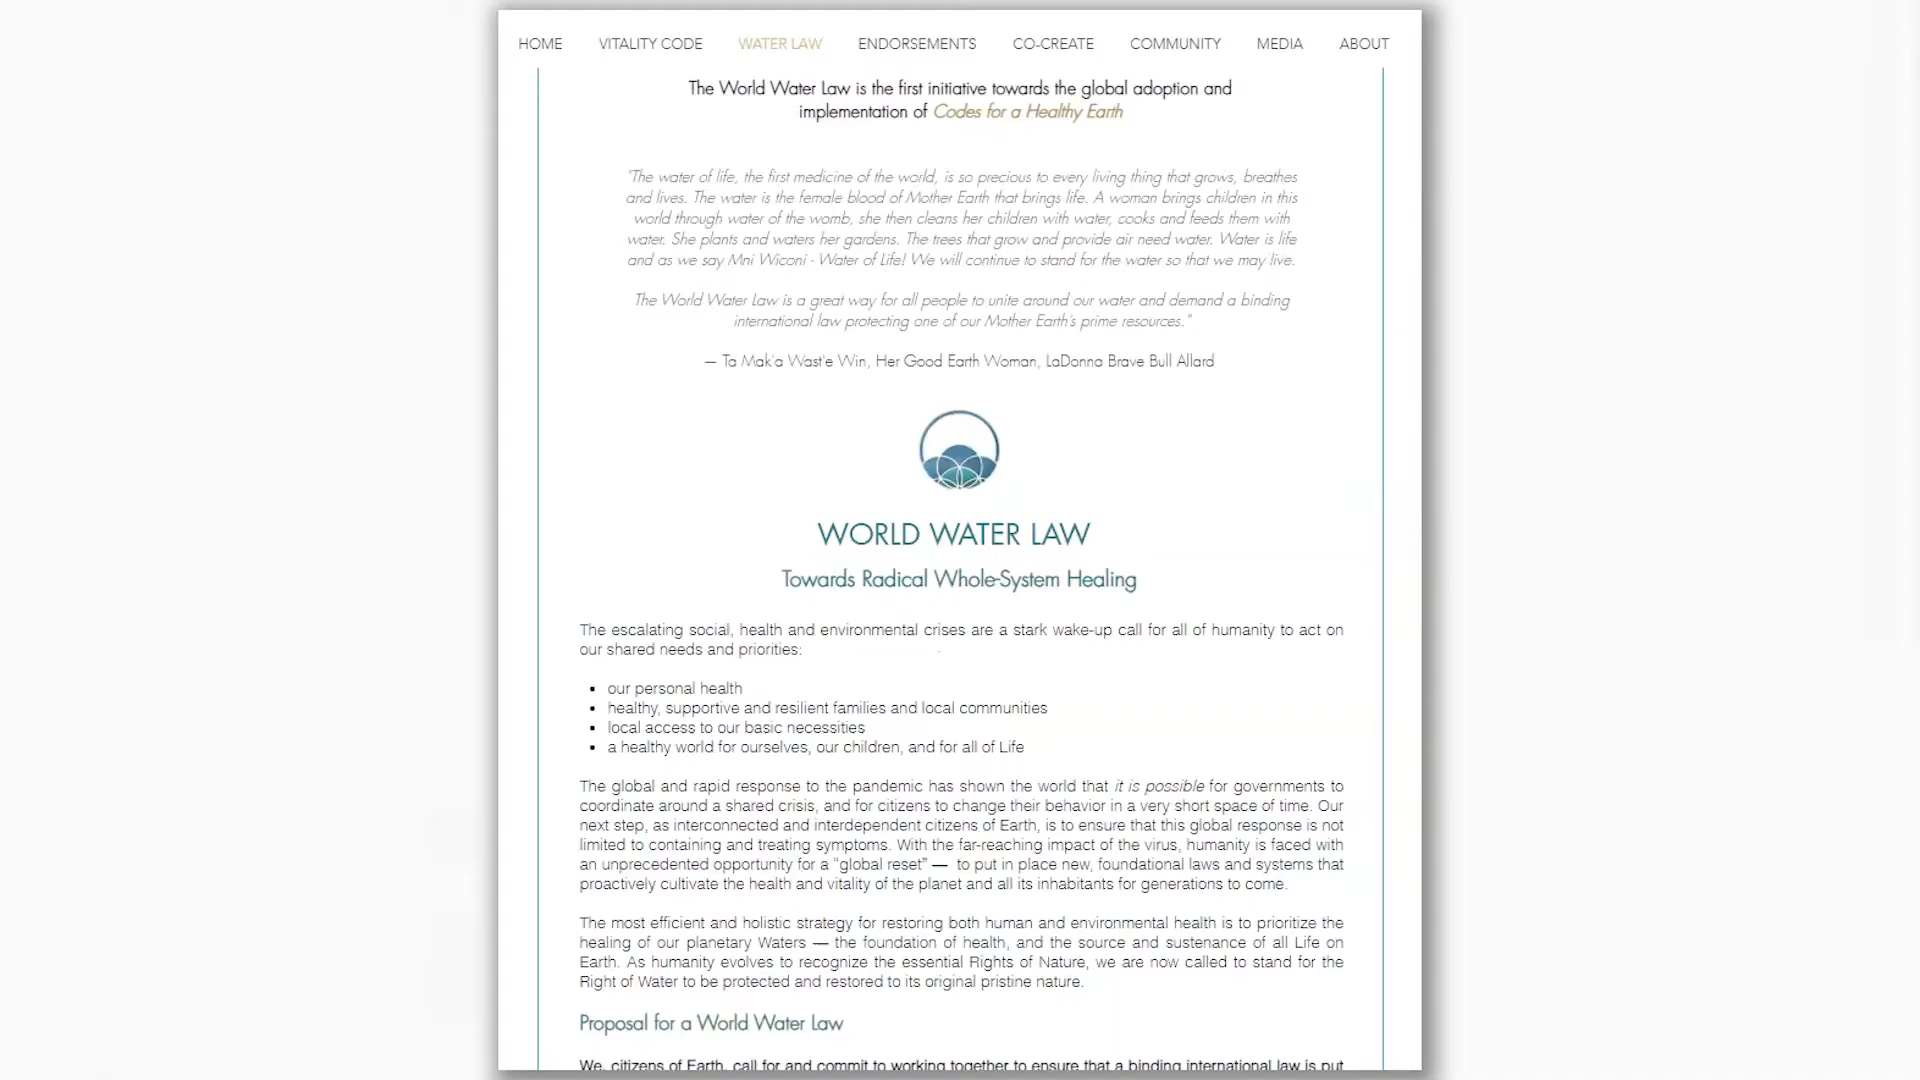 HOME VITALITY CODE WATER LAW ENDORSEMENTS CO-CREATE COMMUNITY MEDIA ABOUT
The World Water Law is the first initiative towards the global adoption and
implementation of Codes for a Healthy Earth
"The water of life, the first medicine of the world, is so precious to every living thing that grows, breathes
and lives. The water is the female blood of Mother Earth that brings life. A woman brings children in this
world through water of the womb, she then cleans her children with water, cooks and feeds them with
water. She plants and waters her gardens. The trees that grow and provide air need water. Water is life
and as we say Mni Wiconi - Water of Life! We will continue to stand for the water so that we may live.
The World Water Law is a great way for all people to unite around our water and demand a binding
international law protecting one of our Mother Earth's prime resources."
— Ta Mak'a Wast'e Win, Her Good Earth Woman, LaDonna Brave Bull Allard
WORLD WATER LAW
Towards Radical Whole-System Healing
The escalating social, health and environmental crises are a stark wake-up call for all of humanity to act on
our shared needs and priorities:
• our personal health
• healthy, supportive and resilient families and local communities
• local access to our basic necessities
• a healthy world for ourselves, our children, and for all of Life
The global and rapid response to the pandemic has shown the world that it is possible for governments to
coordinate around a shared crisis, and for citizens to change their behavior in a very short space of time. Our
next step, as interconnected and interdependent citizens of Earth, is to ensure that this global response is not
limited to containing and treating symptoms. With the far-reaching impact of the virus, humanity is faced with
an unprecedented opportunity for a “global reset” — to put in place new, foundational laws and systems that
proactively cultivate the health and vitality of the planet and all its inhabitants for generations to come.
The most efficient and holistic strategy for restoring both human and environmental health is to prioritize the
healing of our planetary Waters — the foundation of health, and the source and sustenance of all Life on
Earth. As humanity evolves to recognize the essential Rights of Nature, we are now called to stand for the
Right of Water to be protected and restored to its original pristine nature.
Proposal for a World Water Law
We, citizens of Earth, call for and commit to working together to ensure that a binding international law is put